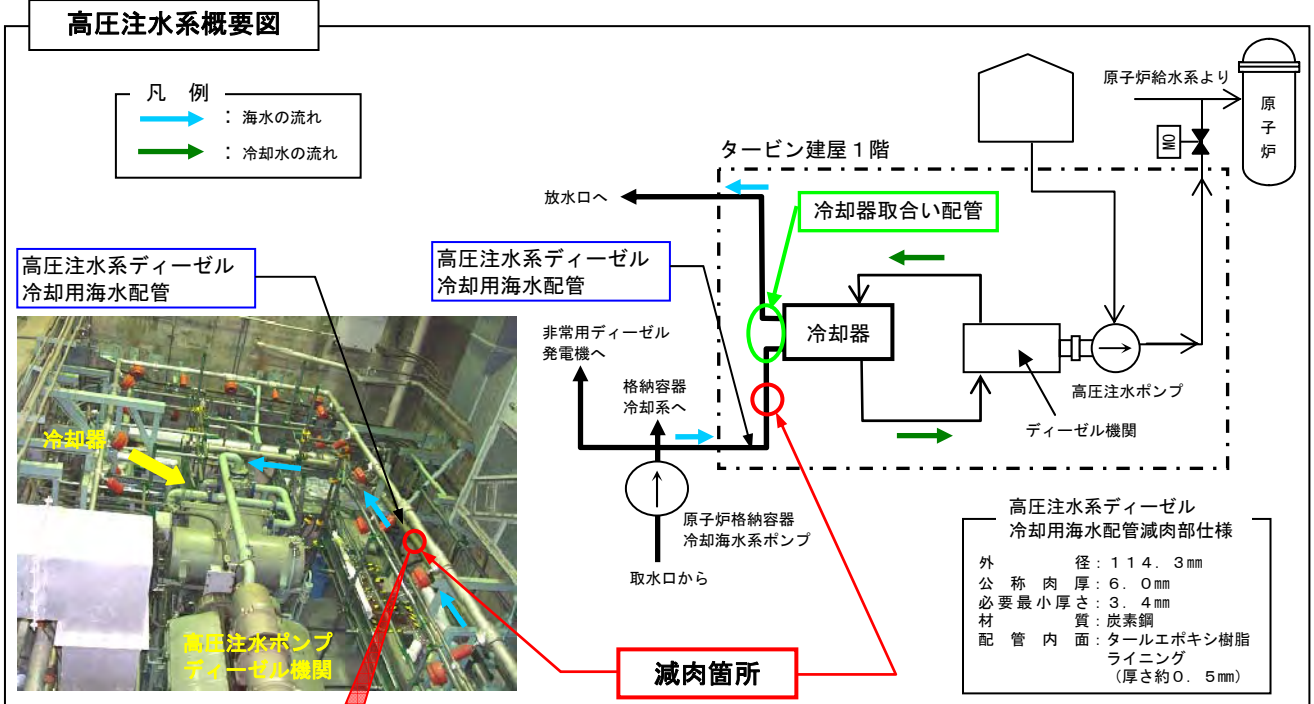 高圧注水系概要図
凡 例
：海水の流れ
：冷却水の流れ
原子炉給水系より
原子炉
MO
タービン建屋１階
放水口へ
冷却器取合い配管
高圧注水系ディーゼル
冷却用海水配管
高圧注水系ディーゼル
冷却用海水配管
非常用ディーゼル
発電機へ
冷却器
格納容器
冷却系へ
高圧注水ポンプ
ディーゼル機関
冷却器
原子炉格納容器
冷却海水系ポンプ
取水口から
高圧注水ポンプ
ディーゼル機関
減肉箇所
高圧注水系ディーゼル
冷却用海水配管減肉部仕様
外 径：１１４．３㎜
公 称 肉 厚：６．０㎜
必要最小厚さ：３．４㎜
材 質：炭素鋼
配 管 内 面：タールエポキシ樹脂
ライニング
（厚さ約０．５㎜）